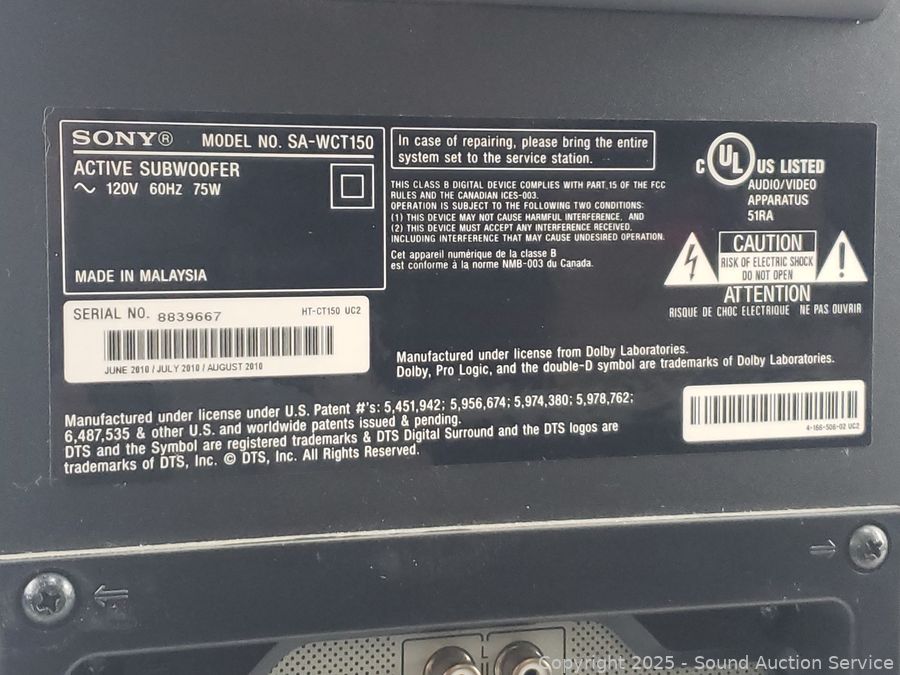 SONY® MODEL NO. SA-WCT150
ACTIVE SUBWOOFER
~ 120V 60HZ 75W
MADE IN MALAYSIA
SERIAL NO. 8839667 HT-CT150 UC2
JUNE 2010 / JULY 2010 / AUGUST 2010
In case of repairing, please bring the entire
system set to the service station.
THIS CLASS B DIGITAL DEVICE COMPLIES WITH PART 15 OF THE FCC
RULES AND THE CANADIAN ICES-003.
OPERATION IS SUBJECT TO THE FOLLOWING TWO CONDITIONS:
(1) THIS DEVICE MAY NOT CAUSE HARMFUL INTERFERENCE, AND
(2) THIS DEVICE MUST ACCEPT ANY INTERFERENCE RECEIVED,
INCLUDING INTERFERENCE THAT MAY CAUSE UNDESIRED OPERATION.
Cet appareil numérique de la classe B
est conforme à la norme NMB-003 du Canada.
C UL US LISTED
AUDIO/VIDEO
APPARATUS
51RA
CAUTION
RISK OF ELECTRIC SHOCK
DO NOT OPEN
ATTENTION
RISQUE DE CHOC ELECTRIQUE NE PAS OUVRIR
Manufactured under license from Dolby Laboratories.
Dolby, Pro Logic, and the double-D symbol are trademarks of Dolby Laboratories.
Manufactured under license under U.S. Patent #'s: 5,451,942; 5,956,674; 5,974,380; 5,978,762;
6,487,535 & other U.S. and worldwide patents issued & pending.
DTS and the Symbol are registered trademarks & DTS Digital Surround and the DTS logos are
trademarks of DTS, Inc. © DTS, Inc. All Rights Reserved.
4-166-506-02 UC2
L
Copyright 2025 - Sound Auction Service